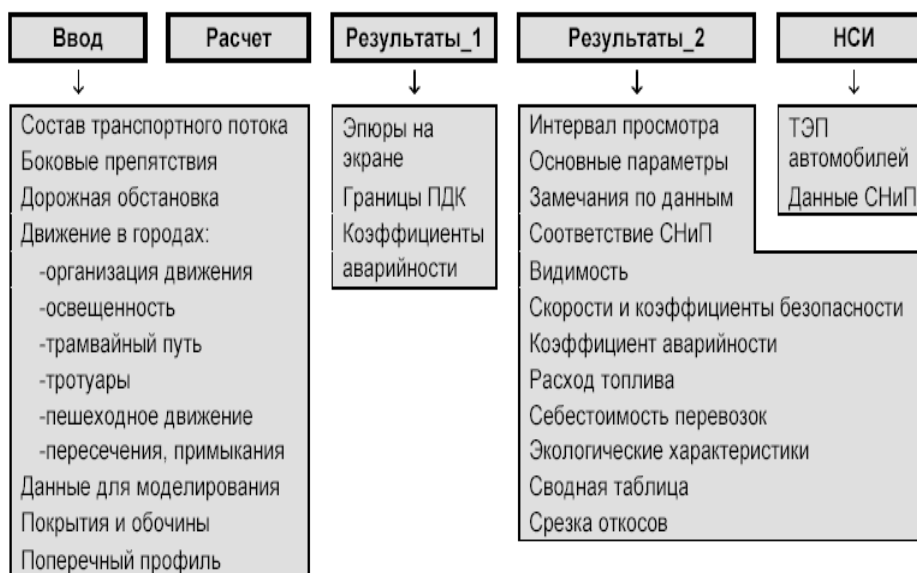 Ввод
Расчет
Результаты_1
Результаты_2
НСИ
Состав транспортного потока
Боковые препятствия
Дорожная обстановка
Движение в городах:
-организация движения
-освещенность
-трамвайный путь
-тротуары
-пешеходное движение
-пересечения, примыкания
Данные для моделирования
Покрытия и обочины
Поперечный профиль
Эпюры на
экране
Границы ПДК
Коэффициенты
аварийности
Интервал просмотра
Основные параметры
Замечания по данным
Соответствие СНиП
Видимость
Скорости и коэффициенты безопасности
Коэффициент аварийности
Расход топлива
Себестоимость перевозок
Экологические характеристики
Сводная таблица
Срезка откосов
ТЭП
автомобилей
Данные СНиП